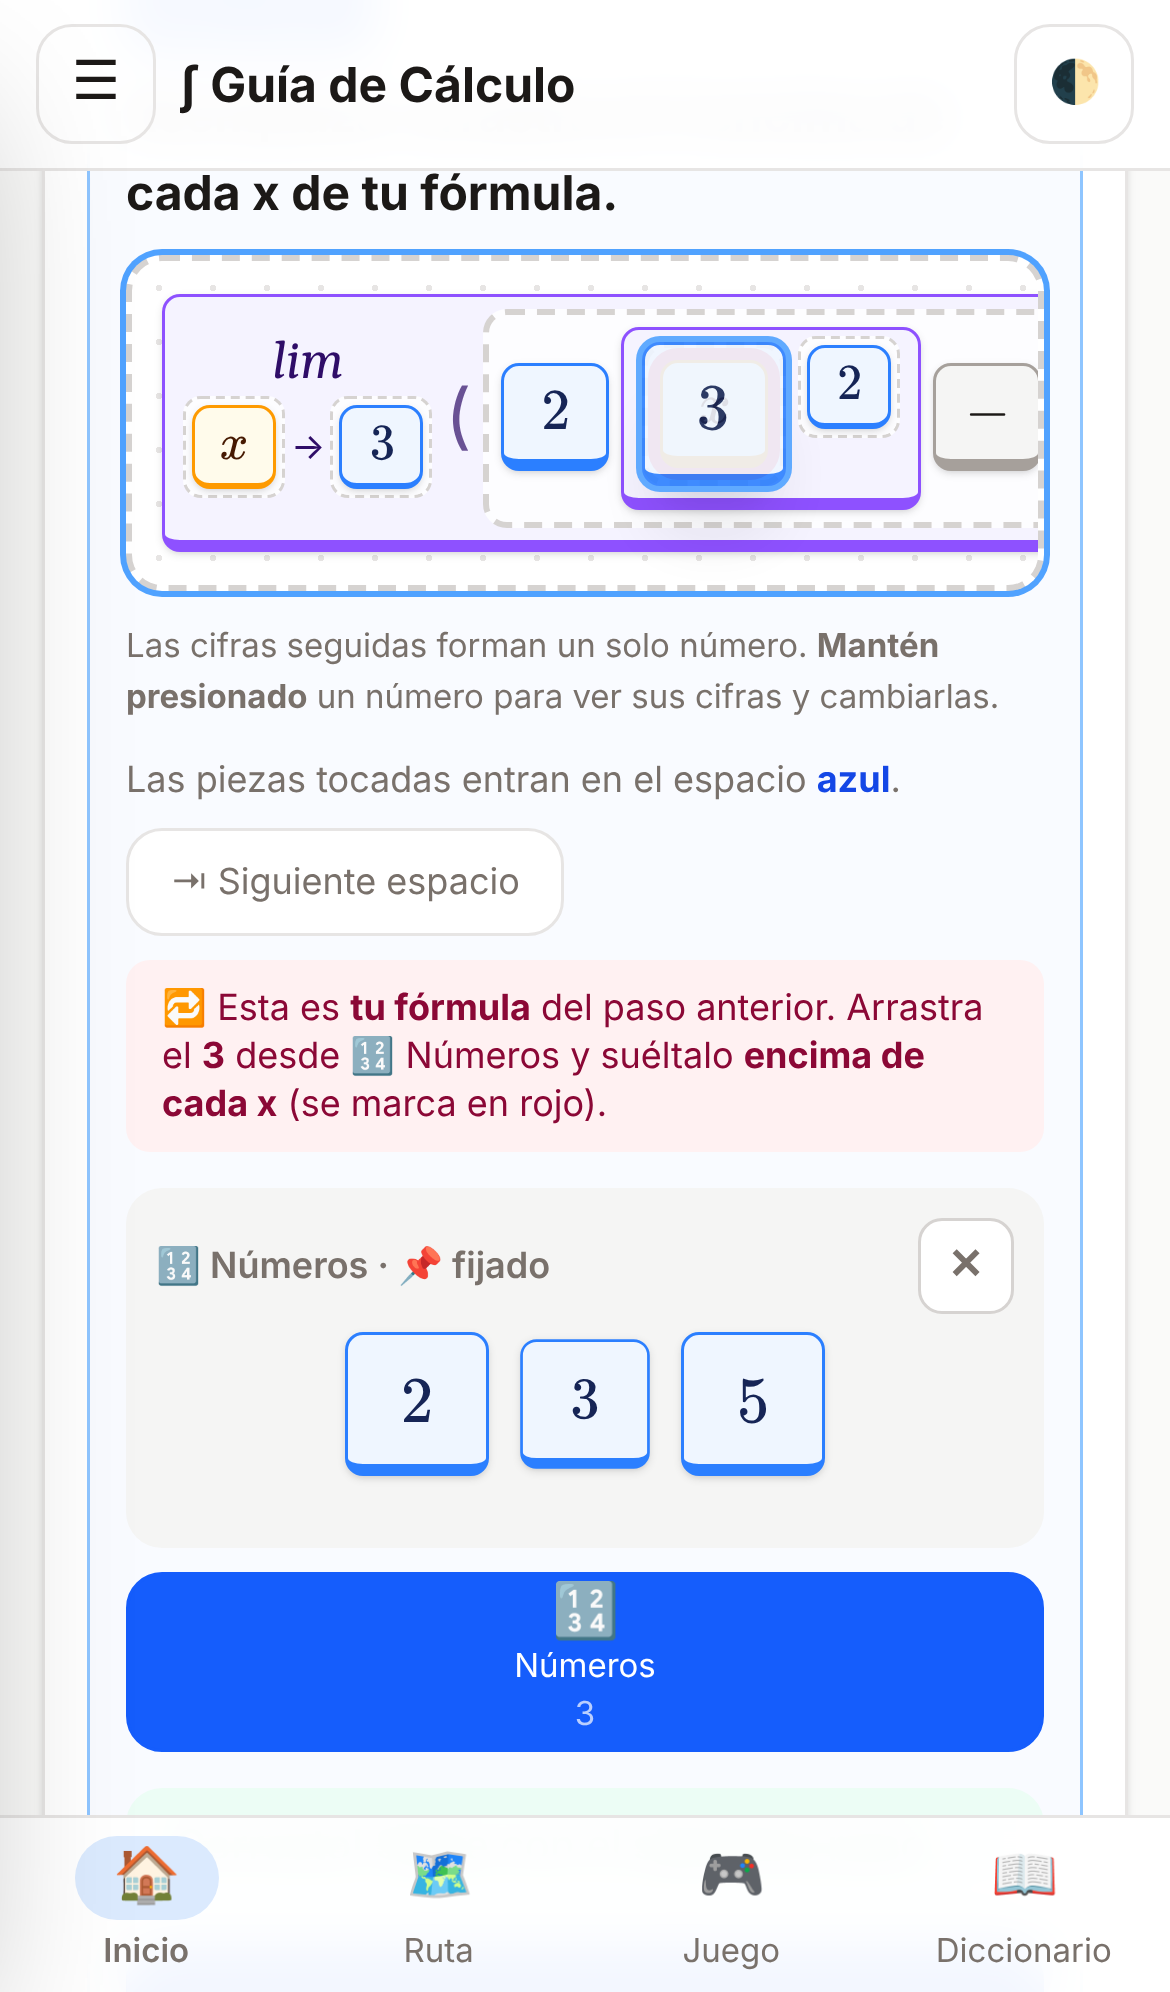 ☰ ∫ Guía de Cálculo
cada x de tu fórmula.
lim
x → 3 ( 2 3 2 −
Las cifras seguidas forman un solo número. Mantén
presionado un número para ver sus cifras y cambiarlas.
Las piezas tocadas entran en el espacio azul.
⇥ Siguiente espacio
🔁 Esta es tu fórmula del paso anterior. Arrastra
el 3 desde 🔢 Números y suéltalo encima de
cada x (se marca en rojo).
🔢 Números · 📌 fijado ✕
2 3 5
🔢
Números
3
Inicio Ruta Juego Diccionario